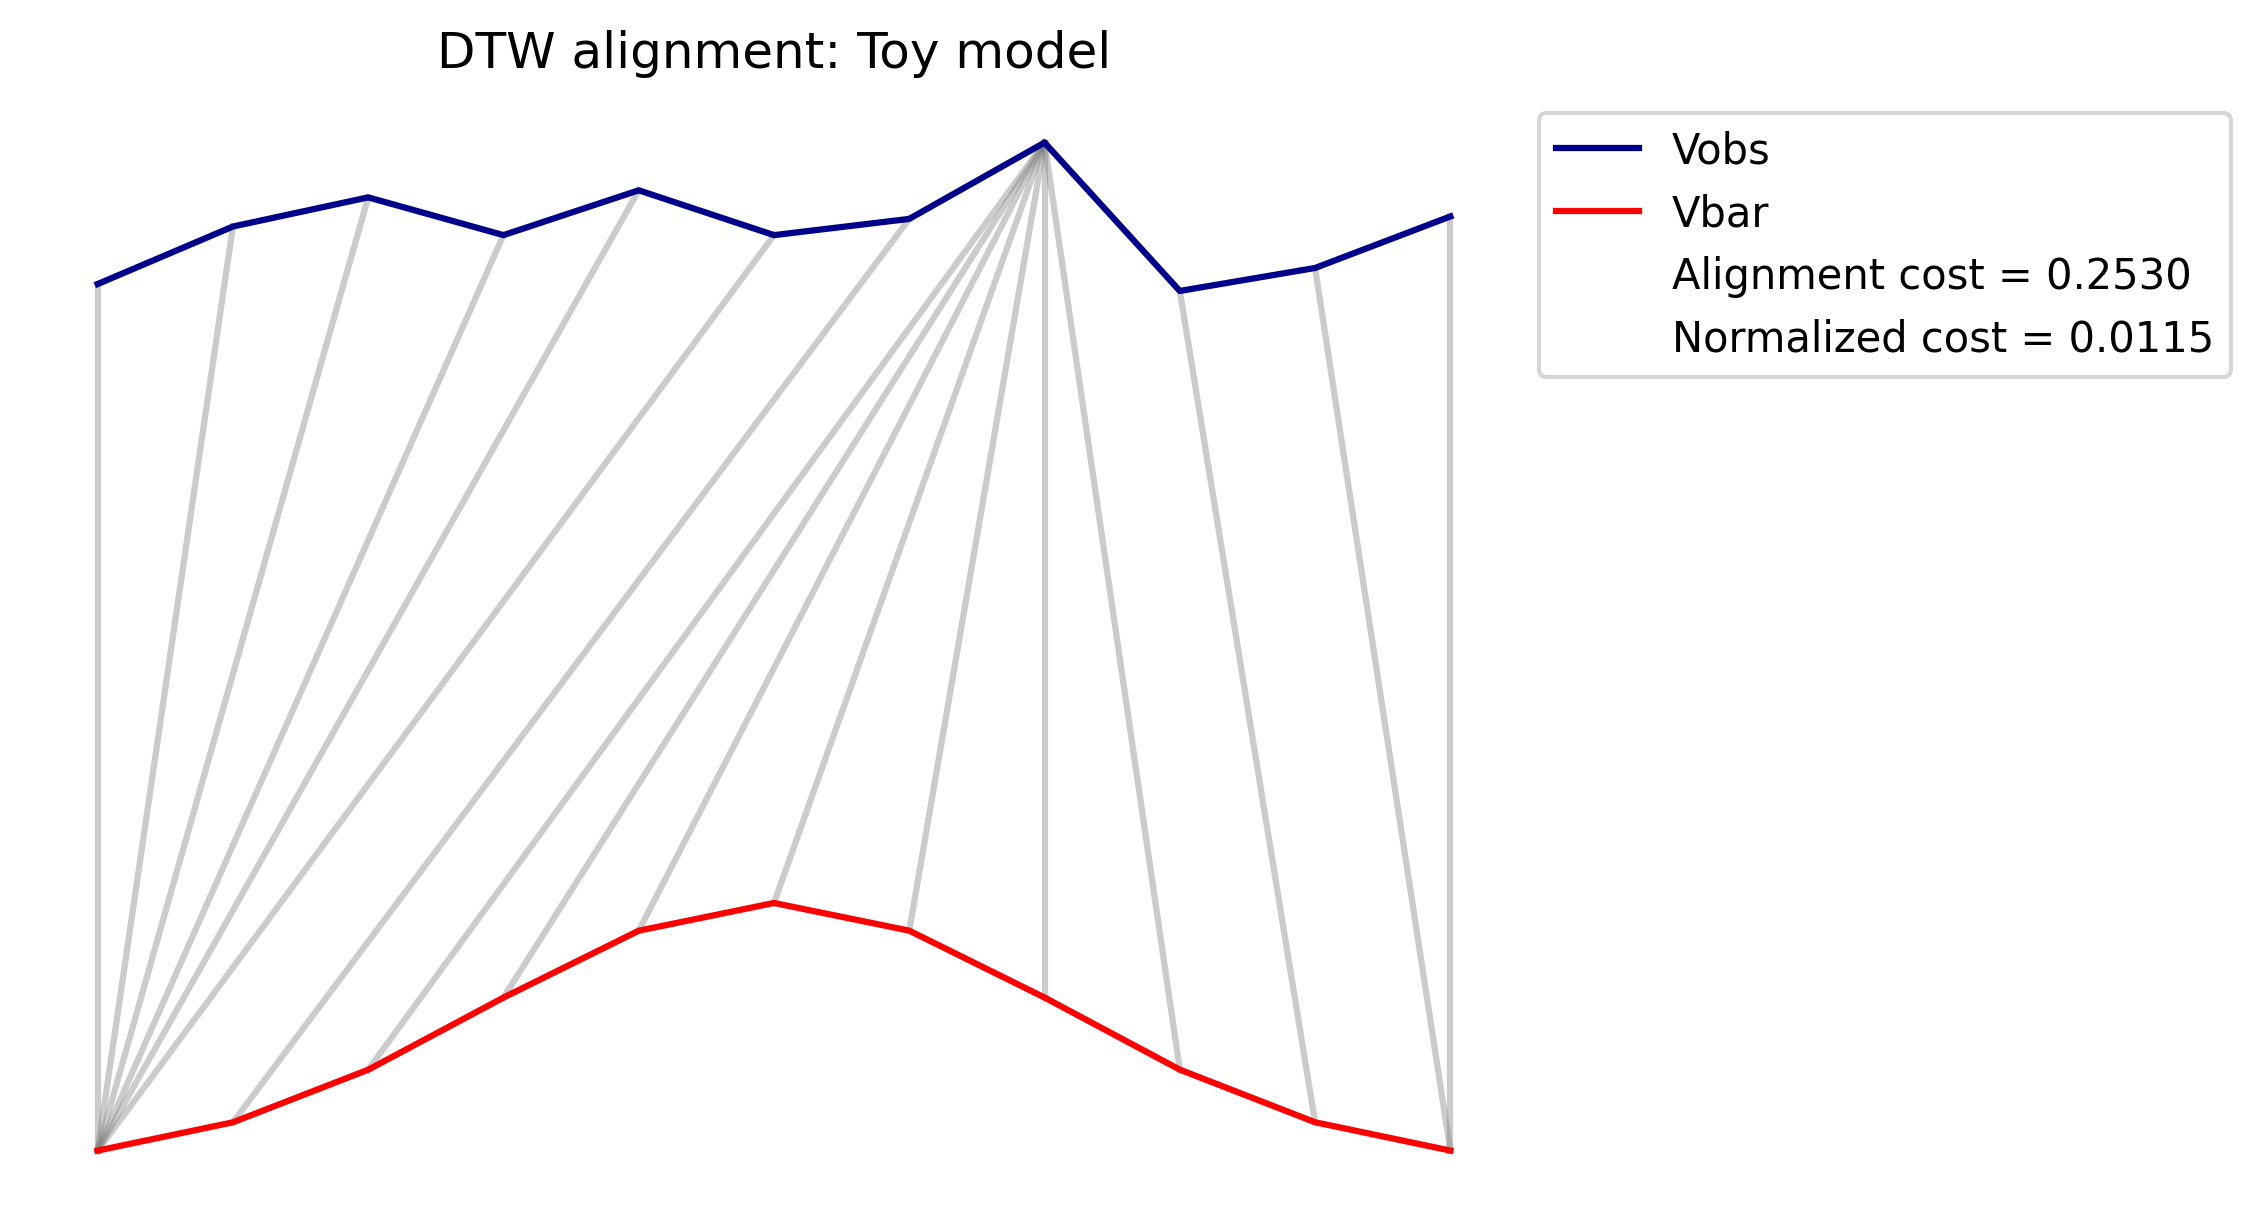 DTW alignment: Toy model
Vobs
Vbar
Alignment cost = 0.2530
Normalized cost = 0.0115